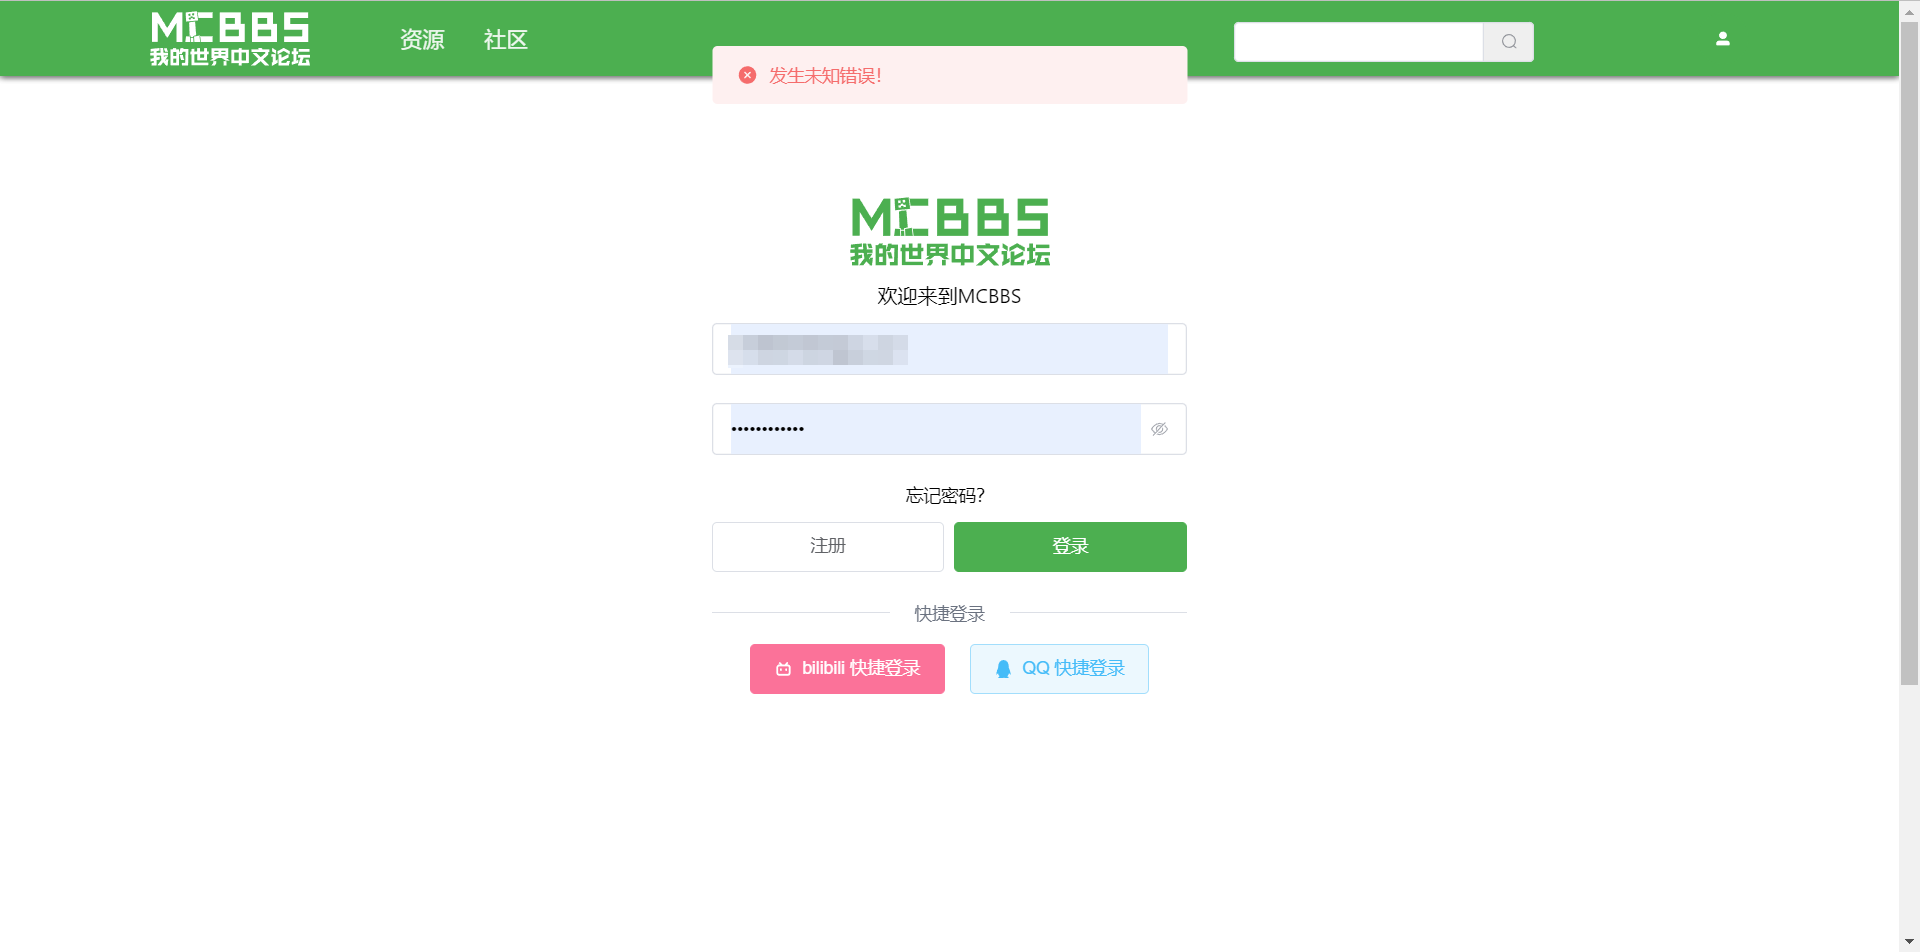 MCBBS
我的世界中文论坛
资源
社区
发生未知错误!
MCBBS
我的世界中文论坛
欢迎来到MCBBS
••••••••••••
忘记密码?
注册
登录
快捷登录
bilibili 快捷登录
QQ 快捷登录